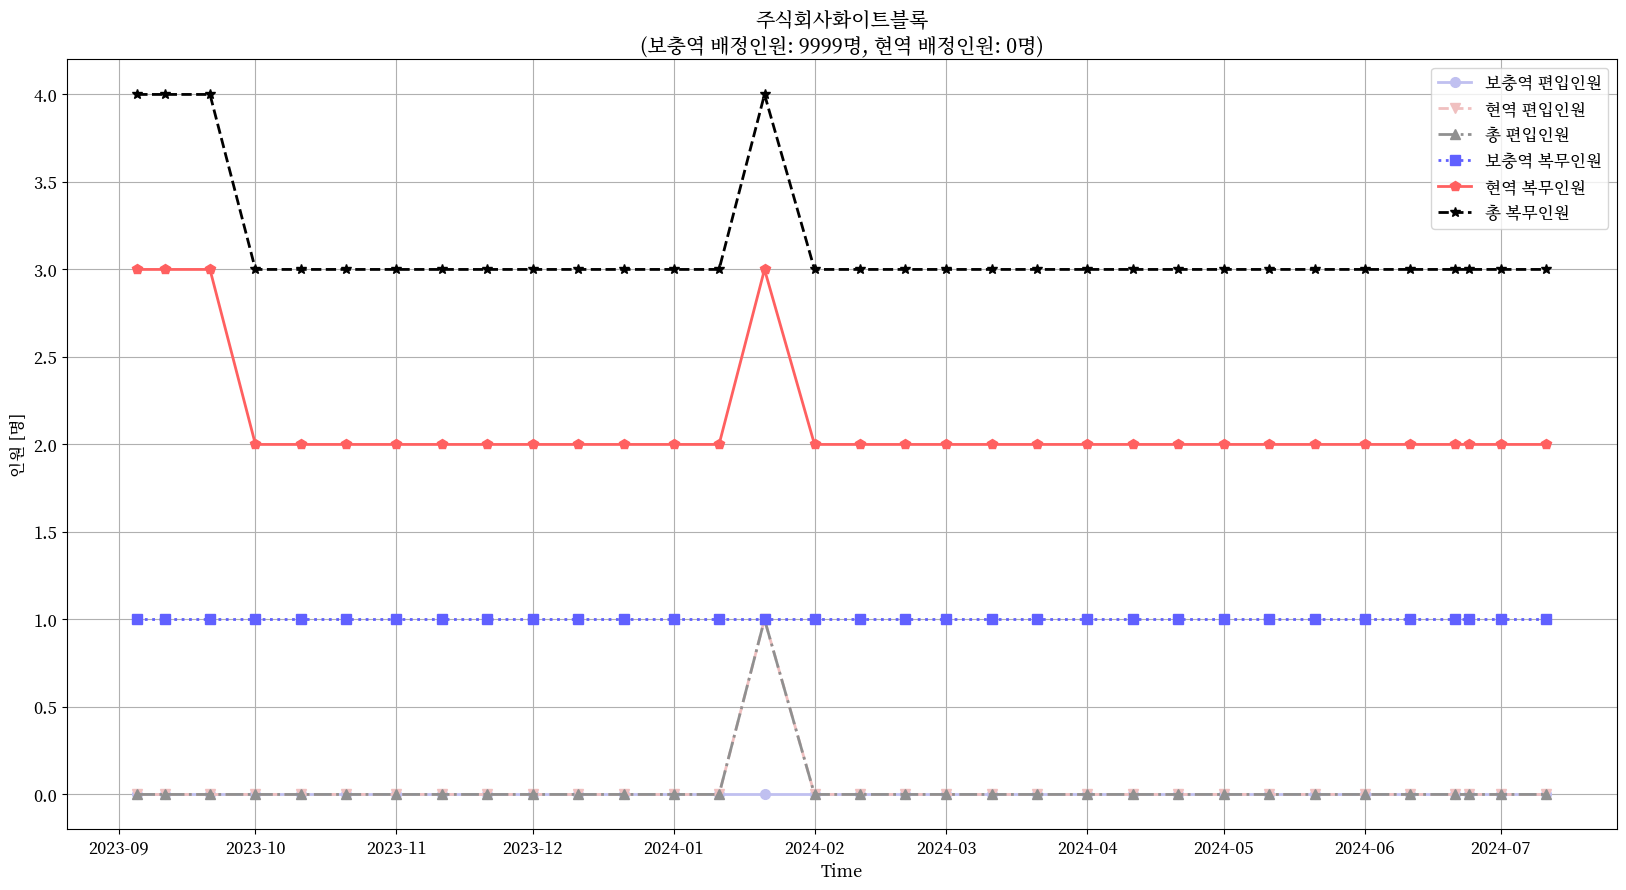 주식회사화이트블록
(보충역 배정인원: 9999명, 현역 배정인원: 0명)
보충역 편입인원
현역 편입인원
총 편입인원
보충역 복무인원
현역 복무인원
총 복무인원
인원 [명]
4.0
3.5
3.0
2.5
2.0
1.5
1.0
0.5
0.0
2023-09 2023-10 2023-11 2023-12 2024-01 2024-02 2024-03 2024-04 2024-05 2024-06 2024-07
Time